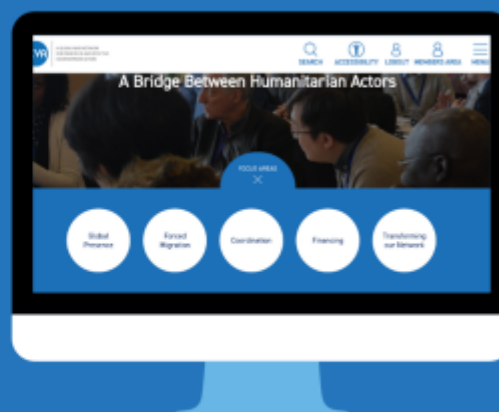 SEARCH
ACCESSIBILITY
LOGOUT
MEMBERS AREA
MENU
A Bridge Between Humanitarian Actors
FOCUS AREAS
Global
Presence
Forced
Migration
Coordination
Financing
Transforming
our Network